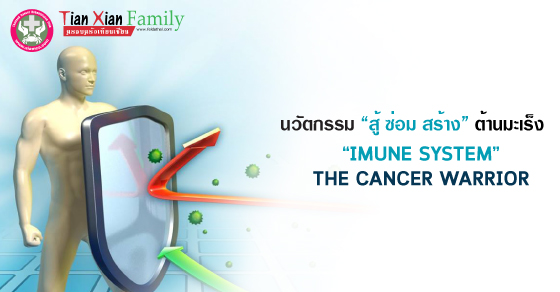 Tian Xian Family
ครอบครัวเทียนเซียน
www.fciidisher.com
นวัตกรรม “สู้ ซ่อม สร้าง” ต้านมะเร็ง
“IMUNE SYSTEM”
THE CANCER WARRIOR